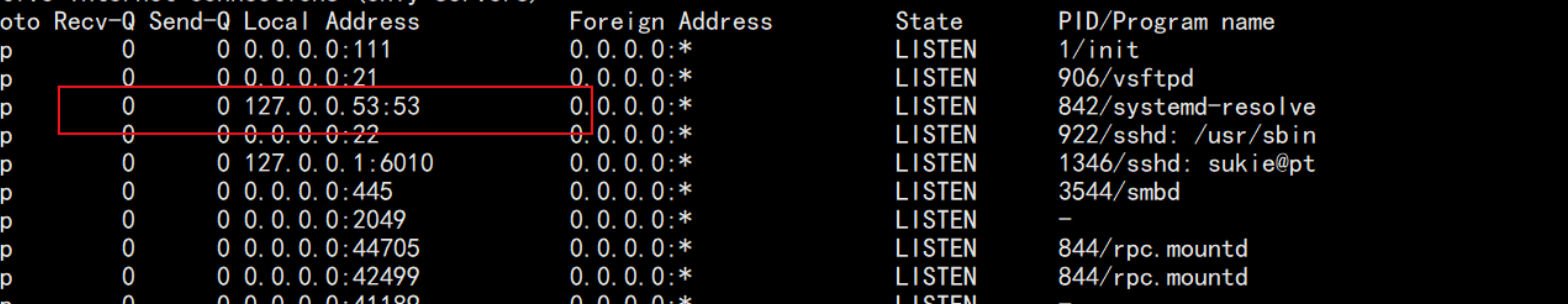 oto Recv-Q Send-Q Local Address Foreign Address State PID/Program name
p 0 0 0.0.0.0:111 0.0.0.0:* LISTEN 1/init
p 0 0 0.0.0.0:21 0.0.0.0:* LISTEN 906/vsftpd
p 0 0 127.0.0.53:53 0.0.0.0:* LISTEN 842/systemd-resolve
p 0 0 0.0.0.0:22 0.0.0.0:* LISTEN 922/sshd: /usr/sbin
p 0 0 127.0.0.1:6010 0.0.0.0:* LISTEN 1346/sshd: sukie@pt
p 0 0 0.0.0.0:445 0.0.0.0:* LISTEN 3544/smbd
p 0 0 0.0.0.0:2049 0.0.0.0:* LISTEN -
p 0 0 0.0.0.0:44705 0.0.0.0:* LISTEN 844/rpc.mountd
p 0 0 0.0.0.0:42499 0.0.0.0:* LISTEN 844/rpc.mountd
p 0 0 0.0.0.0:41189 0.0.0.0:* LISTEN -